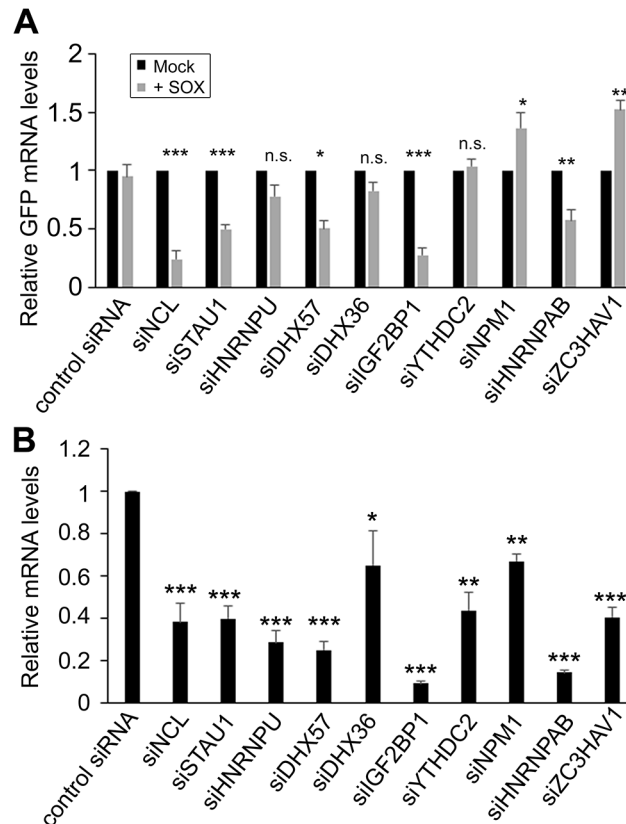 A
Relative GFP mRNA levels
2
1.5
1
0.5
0
Mock
+ SOX
*** *** n.s. * n.s. *** n.s. * ** **
control siRNA
siNCL
siSTAU1
siHNRNPU
siDHX57
siDHX36
siIGF2BP1
siYTHDC2
siNPM1
siHNRNPAB
siZC3HAV1
B
Relative mRNA levels
1.2
1
0.8
0.6
0.4
0.2
0
*** *** *** *** * *** ** ** *** ***
control siRNA
siNCL
siSTAU1
siHNRNPU
siDHX57
siDHX36
siIGF2BP1
siYTHDC2
siNPM1
siHNRNPAB
siZC3HAV1